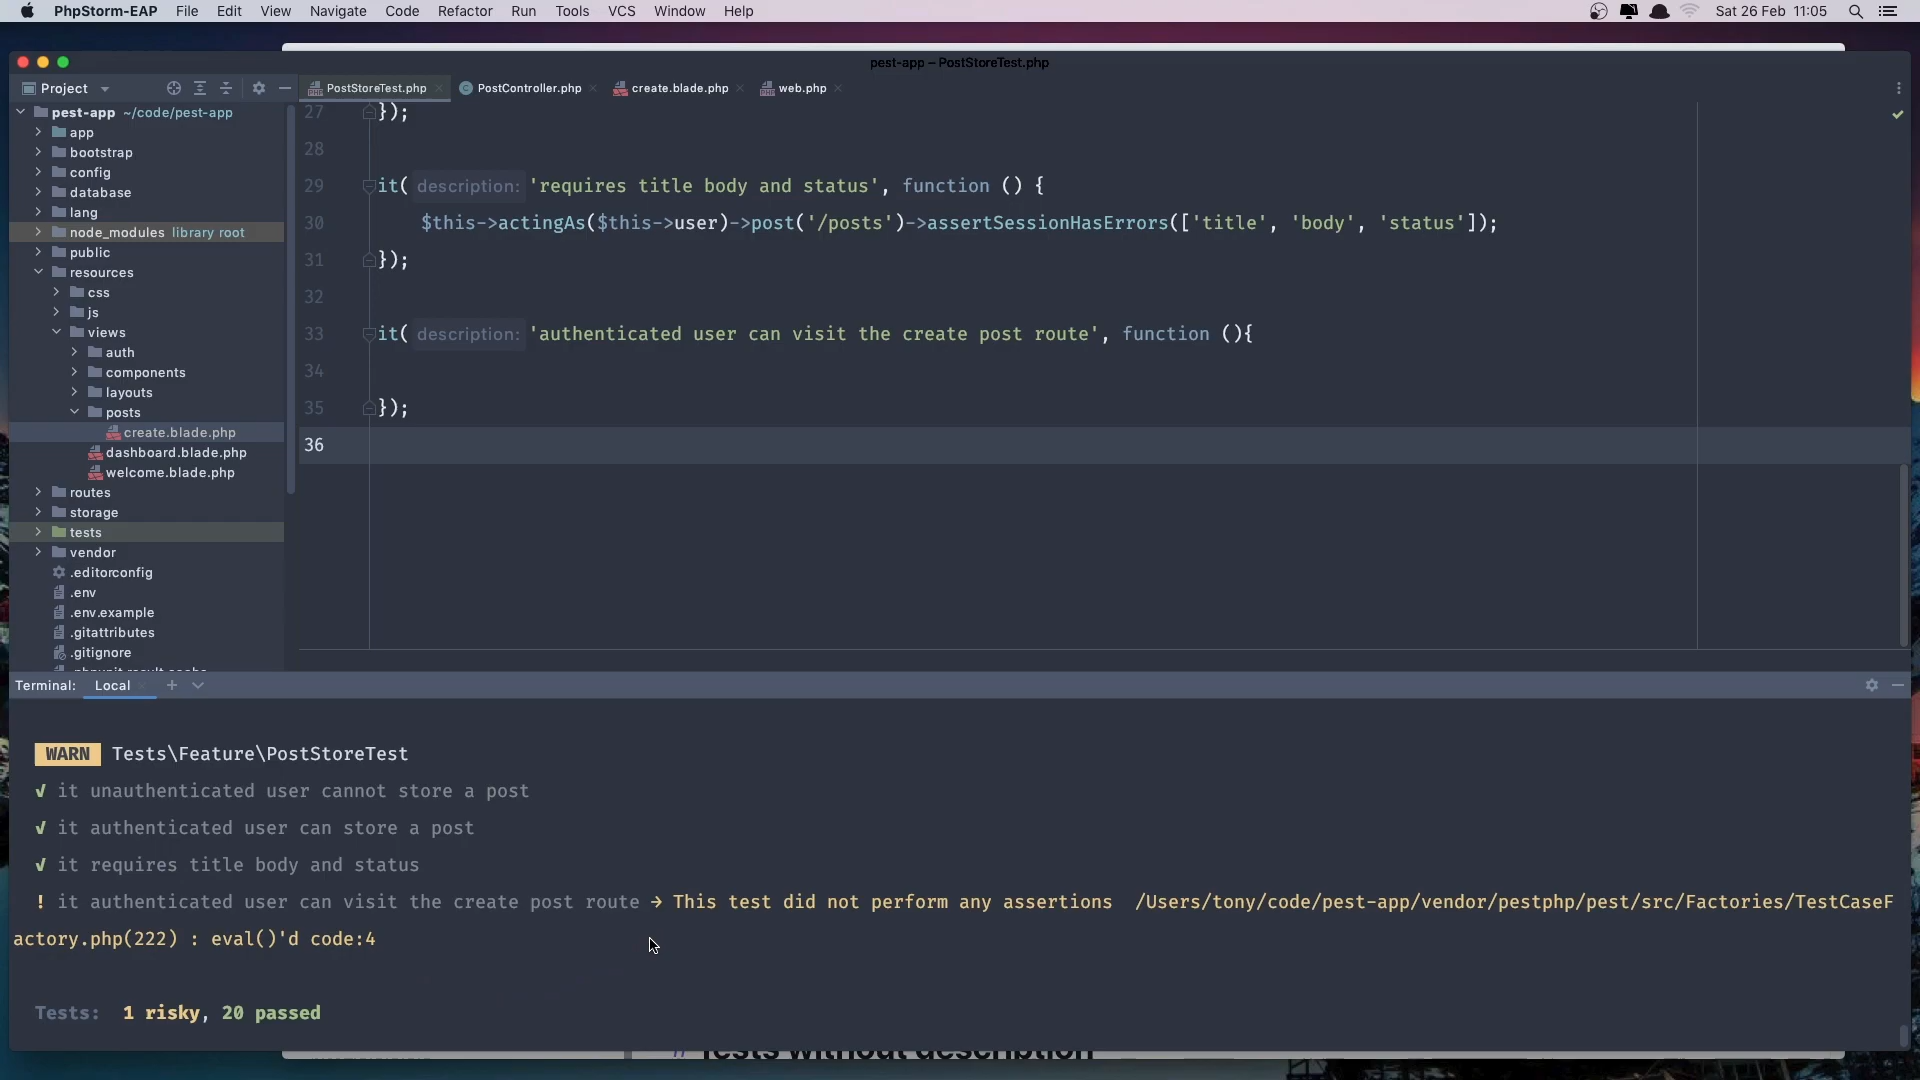 PhpStorm-EAP File Edit View Navigate Code Refactor Run Tools VCS Window Help Sat 26 Feb 11:05
pest-app – PostStoreTest.php
Project
PostStoreTest.php PostController.php create.blade.php web.php
pest-app ~/code/pest-app
app
bootstrap
config
database
lang
node_modules library root
public
resources
css
js
views
auth
components
layouts
posts
create.blade.php
dashboard.blade.php
welcome.blade.php
routes
storage
tests
vendor
.editorconfig
.env
.env.example
.gitattributes
.gitignore
27 });
28
29 it( description: 'requires title body and status', function () {
30 $this->actingAs($this->user)->post('/posts')->assertSessionHasErrors(['title', 'body', 'status']);
31 });
32
33 it( description: 'authenticated user can visit the create post route', function (){
34
35 });
36
Terminal: Local
WARN Tests\Feature\PostStoreTest
✓ it unauthenticated user cannot store a post
✓ it authenticated user can store a post
✓ it requires title body and status
! it authenticated user can visit the create post route → This test did not perform any assertions /Users/tony/code/pest-app/vendor/pestphp/pest/src/Factories/TestCaseF
actory.php(222) : eval()'d code:4
Tests: 1 risky, 20 passed
Tests without description